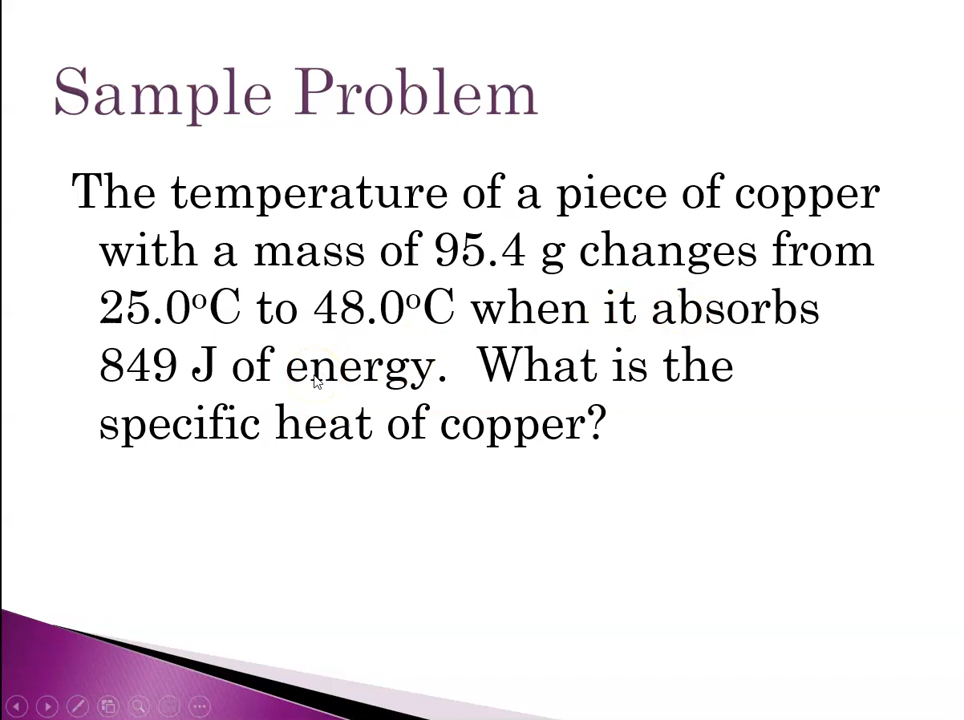 Sample Problem
The temperature of a piece of copper
with a mass of 95.4 g changes from
25.0ºC to 48.0ºC when it absorbs
849 J of energy.  What is the
specific heat of copper?